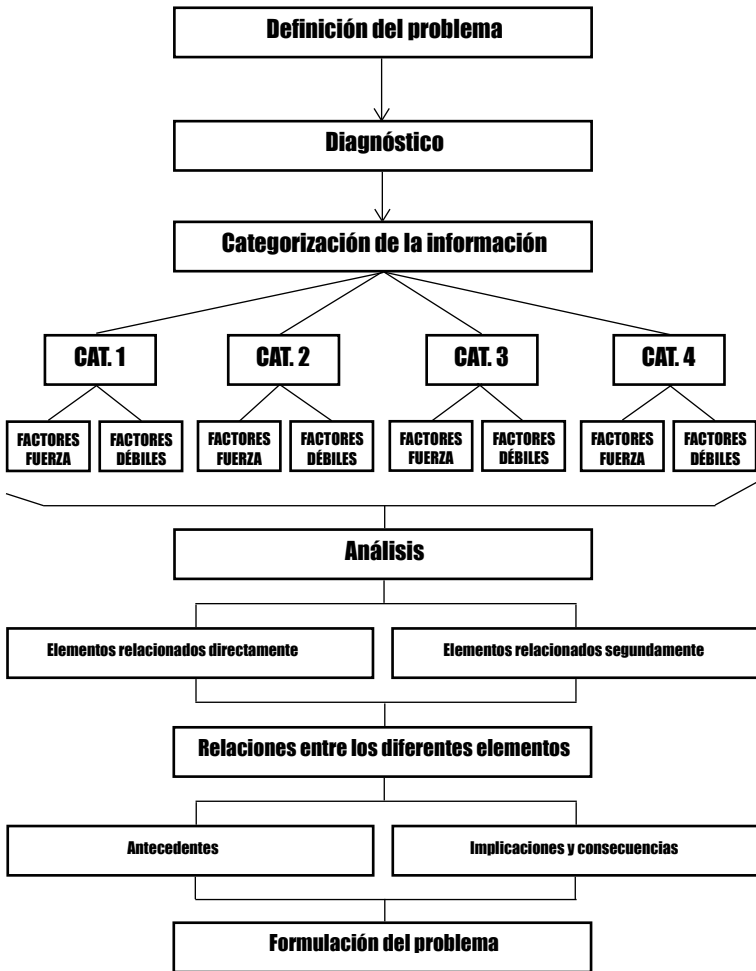 Definición del problema
Diagnóstico
Categorización de la información
CAT. 1
CAT. 2
CAT. 3
CAT. 4
FACTORES
FUERZA
FACTORES
DÉBILES
FACTORES
FUERZA
FACTORES
DÉBILES
FACTORES
FUERZA
FACTORES
DÉBILES
FACTORES
FUERZA
FACTORES
DÉBILES
Análisis
Elementos relacionados directamente
Elementos relacionados segundamente
Relaciones entre los diferentes elementos
Antecedentes
Implicaciones y consecuencias
Formulación del problema